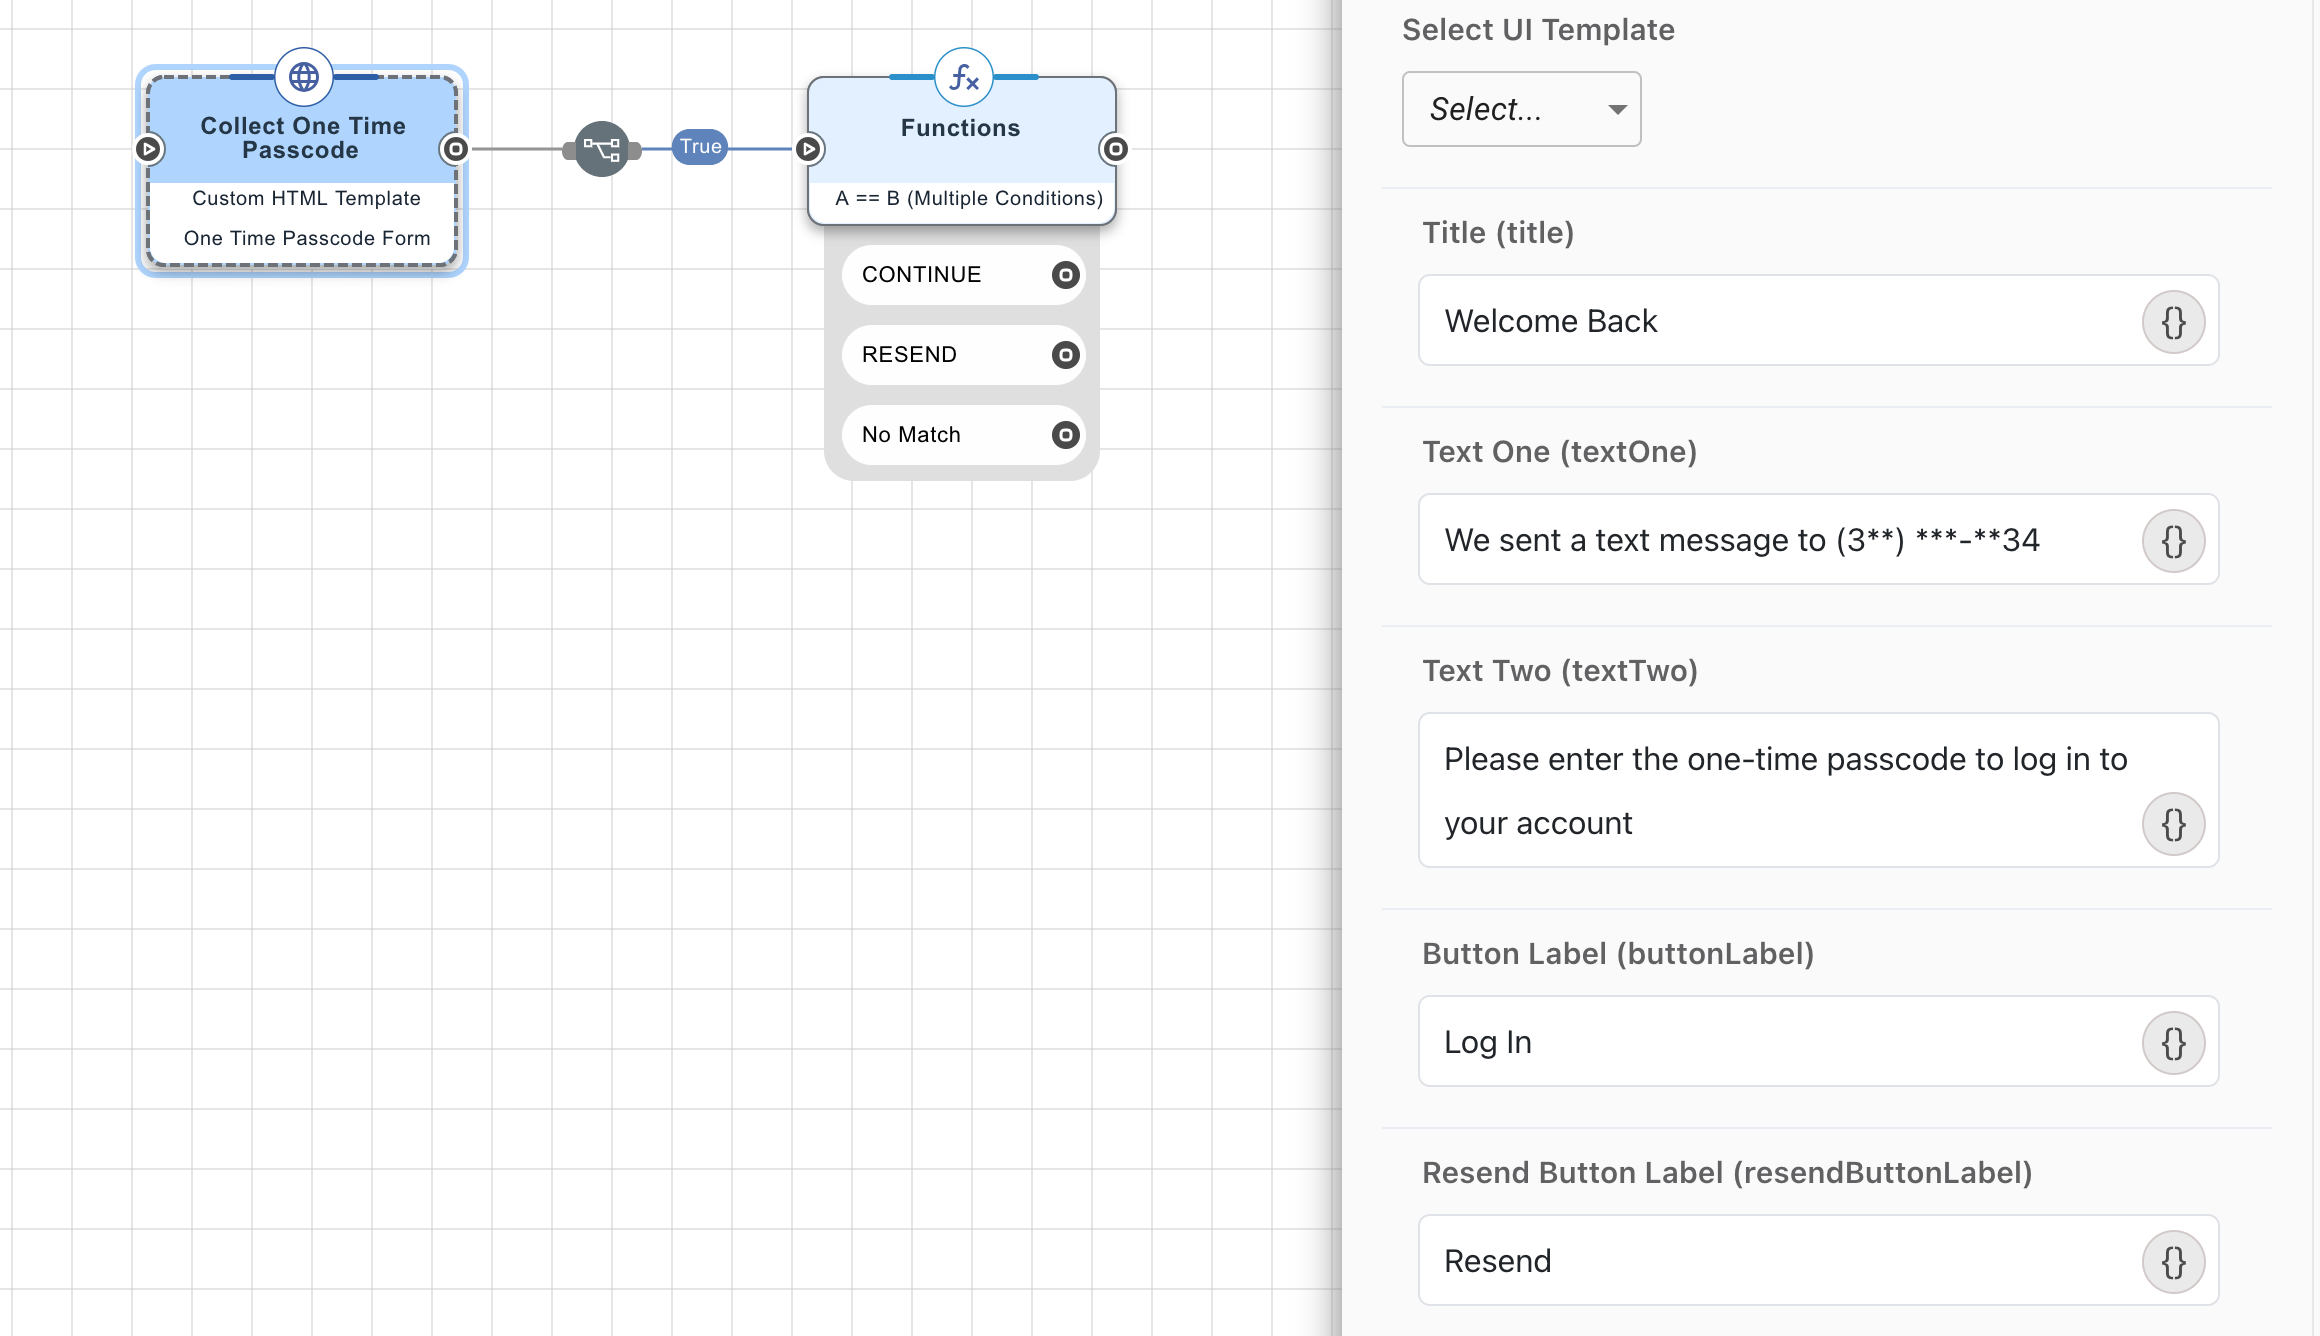 Collect One Time
Passcode
Custom HTML Template
One Time Passcode Form
True
fx
Functions
A == B (Multiple Conditions)
CONTINUE
RESEND
No Match
Select UI Template
Select...
Title (title)
Welcome Back
{}
Text One (textOne)
We sent a text message to (3**) ***-**34
{}
Text Two (textTwo)
Please enter the one-time passcode to log in to
your account
{}
Button Label (buttonLabel)
Log In
{}
Resend Button Label (resendButtonLabel)
Resend
{}